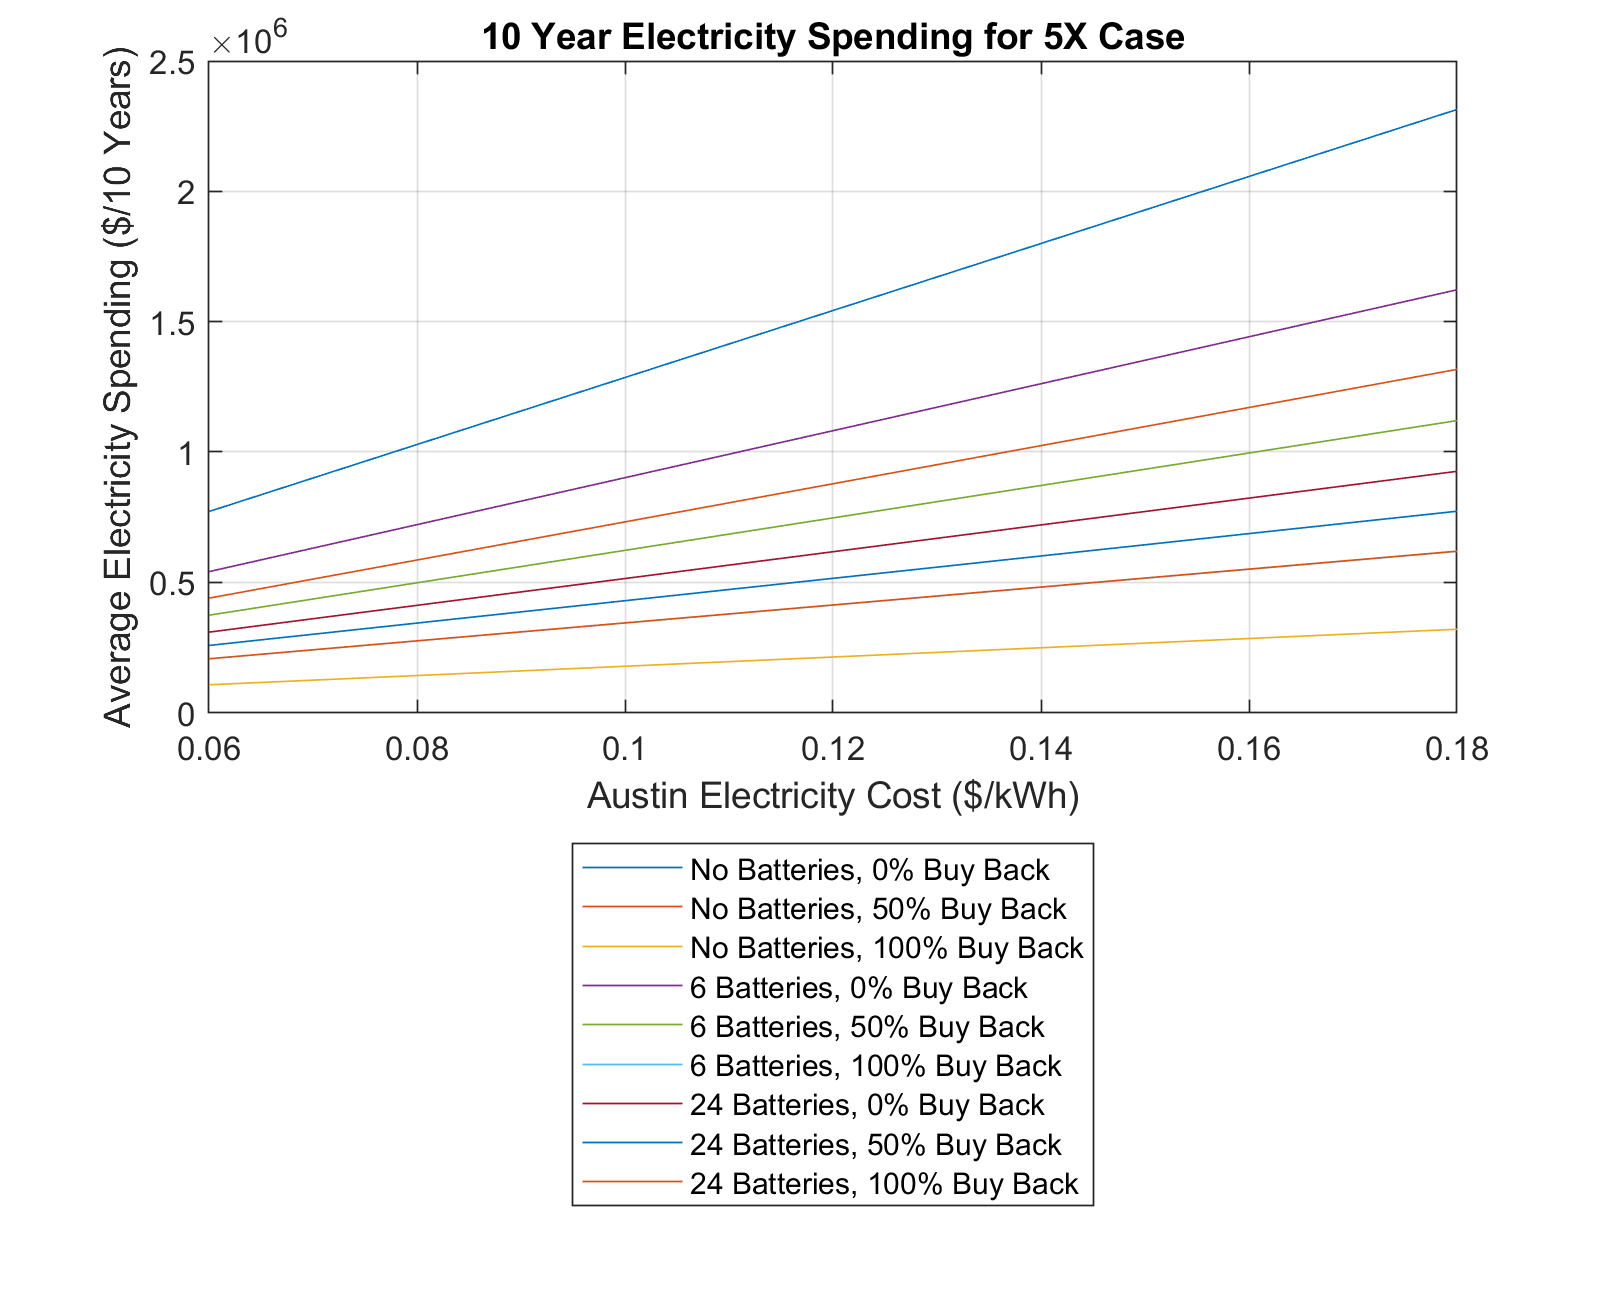 10 Year Electricity Spending for 5X Case
×10⁶
2.5
2
1.5
1
0.5
0
Average Electricity Spending ($/10 Years)
0.06 0.08 0.1 0.12 0.14 0.16 0.18
Austin Electricity Cost ($/kWh)
No Batteries, 0% Buy Back
No Batteries, 50% Buy Back
No Batteries, 100% Buy Back
6 Batteries, 0% Buy Back
6 Batteries, 50% Buy Back
6 Batteries, 100% Buy Back
24 Batteries, 0% Buy Back
24 Batteries, 50% Buy Back
24 Batteries, 100% Buy Back